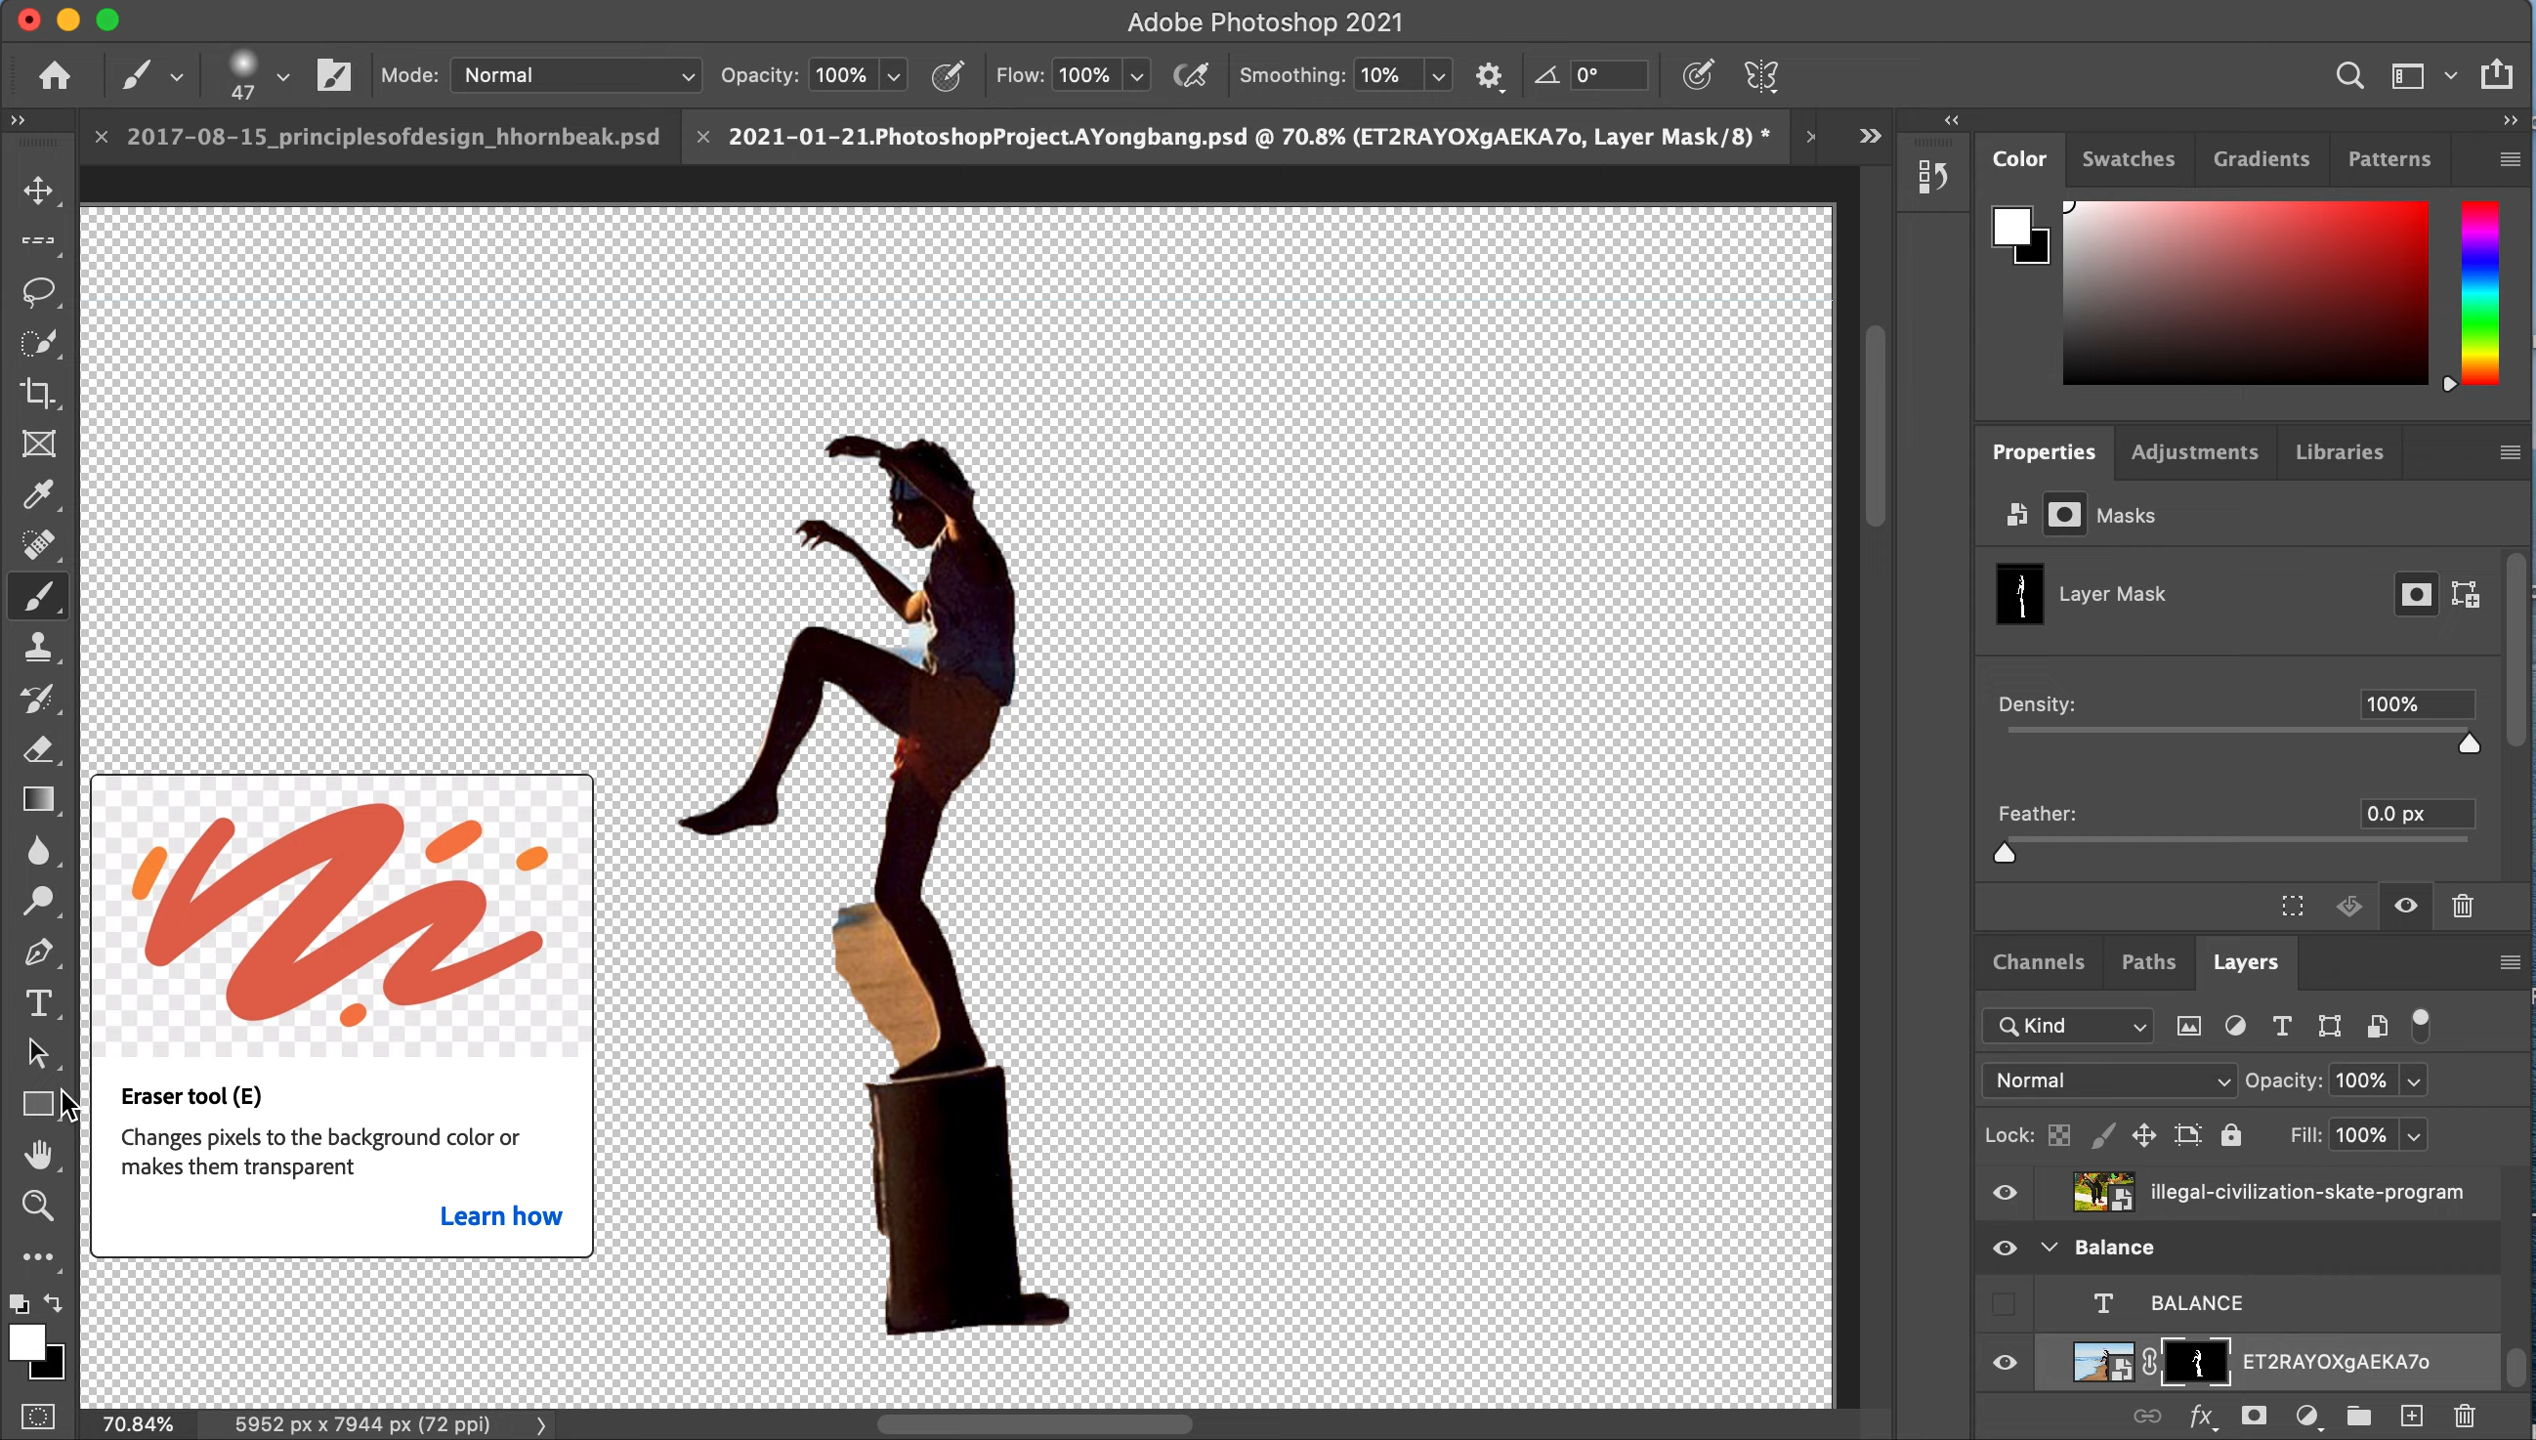 Adobe Photoshop 2021
47
Mode: Normal Opacity: 100% Flow: 100% Smoothing: 10% 0°
2017-08-15_principlesofdesign_hhornbeak.psd
2021-01-21.PhotoshopProject.AYongbang.psd @ 70.8% (ET2RAYOXgAEKA7o, Layer Mask/8) *
Color Swatches Gradients Patterns
Properties Adjustments Libraries
Masks
Layer Mask
Density: 100%
Feather: 0.0 px
Channels Paths Layers
Kind
Normal Opacity: 100%
Lock: Fill: 100%
illegal-civilization-skate-program
Balance
BALANCE
ET2RAYOXgAEKA7o
Eraser tool (E)
Changes pixels to the background color or
makes them transparent
Learn how
70.84% 5952 px x 7944 px (72 ppi)